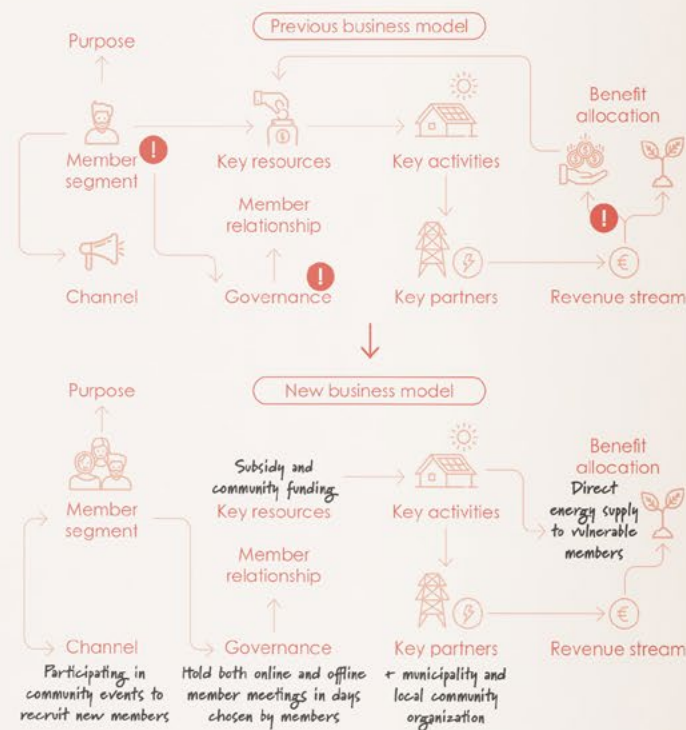 Previous business model
Purpose
Benefit
allocation
Member
segment
!
Key resources
Key activities
!
Member
relationship
Channel
Governance
!
Key partners
Revenue stream
New business model
Purpose
Subsidy and
community funding
Key resources
Member
segment
Key activities
Benefit
allocation
Direct
energy supply
to vulnerable
members
Member
relationship
Channel
Participating in
community events to
recruit new members
Governance
Hold both online and offline
member meetings in days
chosen by members
Key partners
+ municipality and
local community
organization
Revenue stream